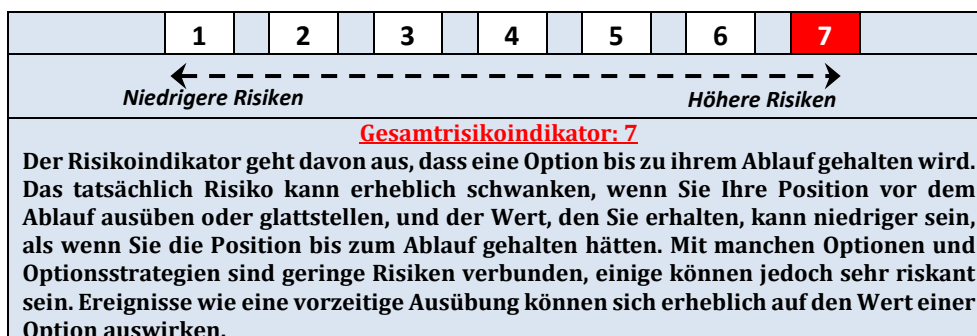 1 2 3 4 5 6 7
Niedrigere Risiken Höhere Risiken
Gesamtrisikoindikator: 7
Der Risikoindikator geht davon aus, dass eine Option bis zu ihrem Ablauf gehalten wird.
Das tatsächlich Risiko kann erheblich schwanken, wenn Sie Ihre Position vor dem
Ablauf ausüben oder glattstellen, und der Wert, den Sie erhalten, kann niedriger sein,
als wenn Sie die Position bis zum Ablauf gehalten hätten. Mit manchen Optionen und
Optionsstrategien sind geringe Risiken verbunden, einige können jedoch sehr riskant
sein. Ereignisse wie eine vorzeitige Ausübung können sich erheblich auf den Wert einer
Option auswirken.